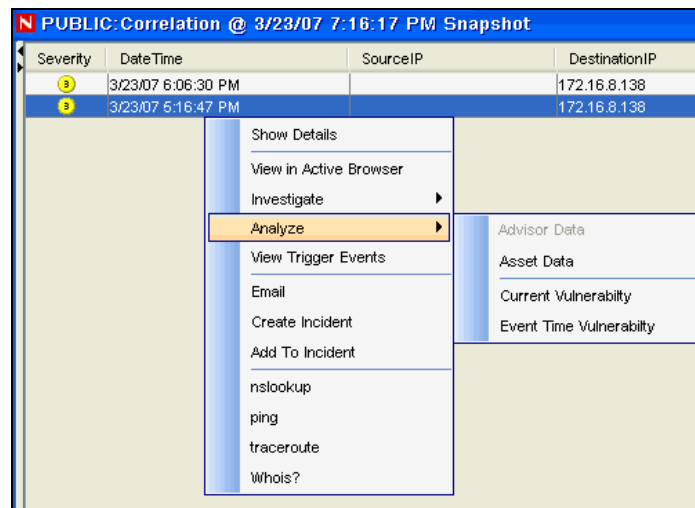 N PUBLIC:Correlation @ 3/23/07 7:16:17 PM Snapshot
Severity DateTime SourceIP DestinationIP
3 3/23/07 6:06:30 PM 172.16.8.138
3 3/23/07 5:16:47 PM 172.16.8.138
Show Details
View in Active Browser
Investigate
Analyze
View Trigger Events
Email
Create Incident
Add To Incident
nslookup
ping
traceroute
Whois?
Advisor Data
Asset Data
Current Vulnerabilty
Event Time Vulnerabilty